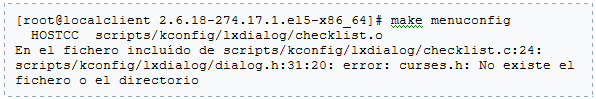 [root@localclient 2.6.18-274.17.1.el5-x86_64]# make menuconfig
  HOSTCC  scripts/kconfig/lxdialog/checklist.o
En el fichero incluído de scripts/kconfig/lxdialog/checklist.c:24:
scripts/kconfig/lxdialog/dialog.h:31:20: error: curses.h: No existe el
fichero o el directorio